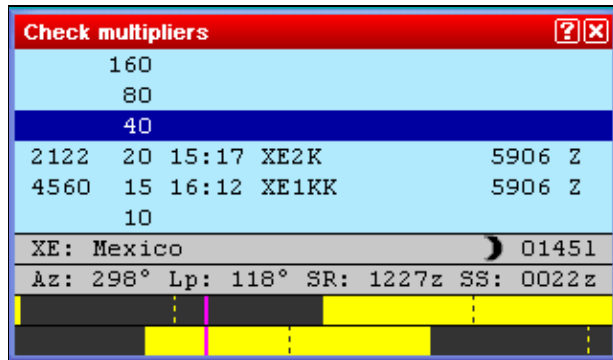 Check multipliers ? X
160
80
40
2122 20 15:17 XE2K 5906 Z
4560 15 16:12 XE1KK 5906 Z
10
XE: Mexico 0145l
Az: 298° Lp: 118° SR: 1227z SS: 0022z